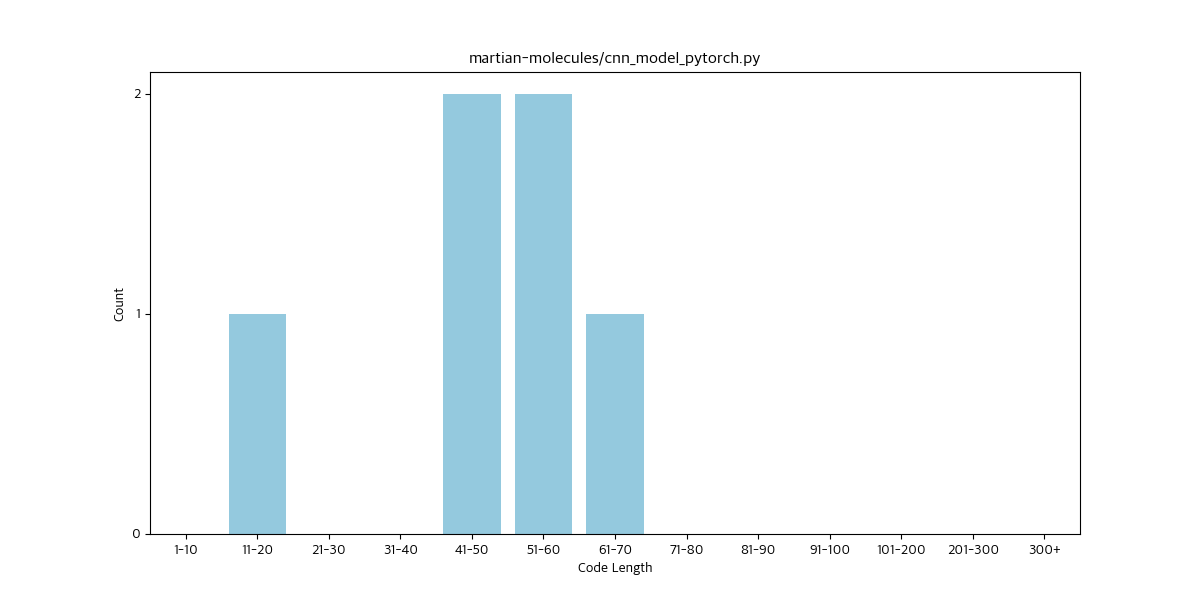 martian-molecules/cnn_model_pytorch.py
2
1
0
Count
1-10 11-20 21-30 31-40 41-50 51-60 61-70 71-80 81-90 91-100 101-200 201-300 300+
Code Length